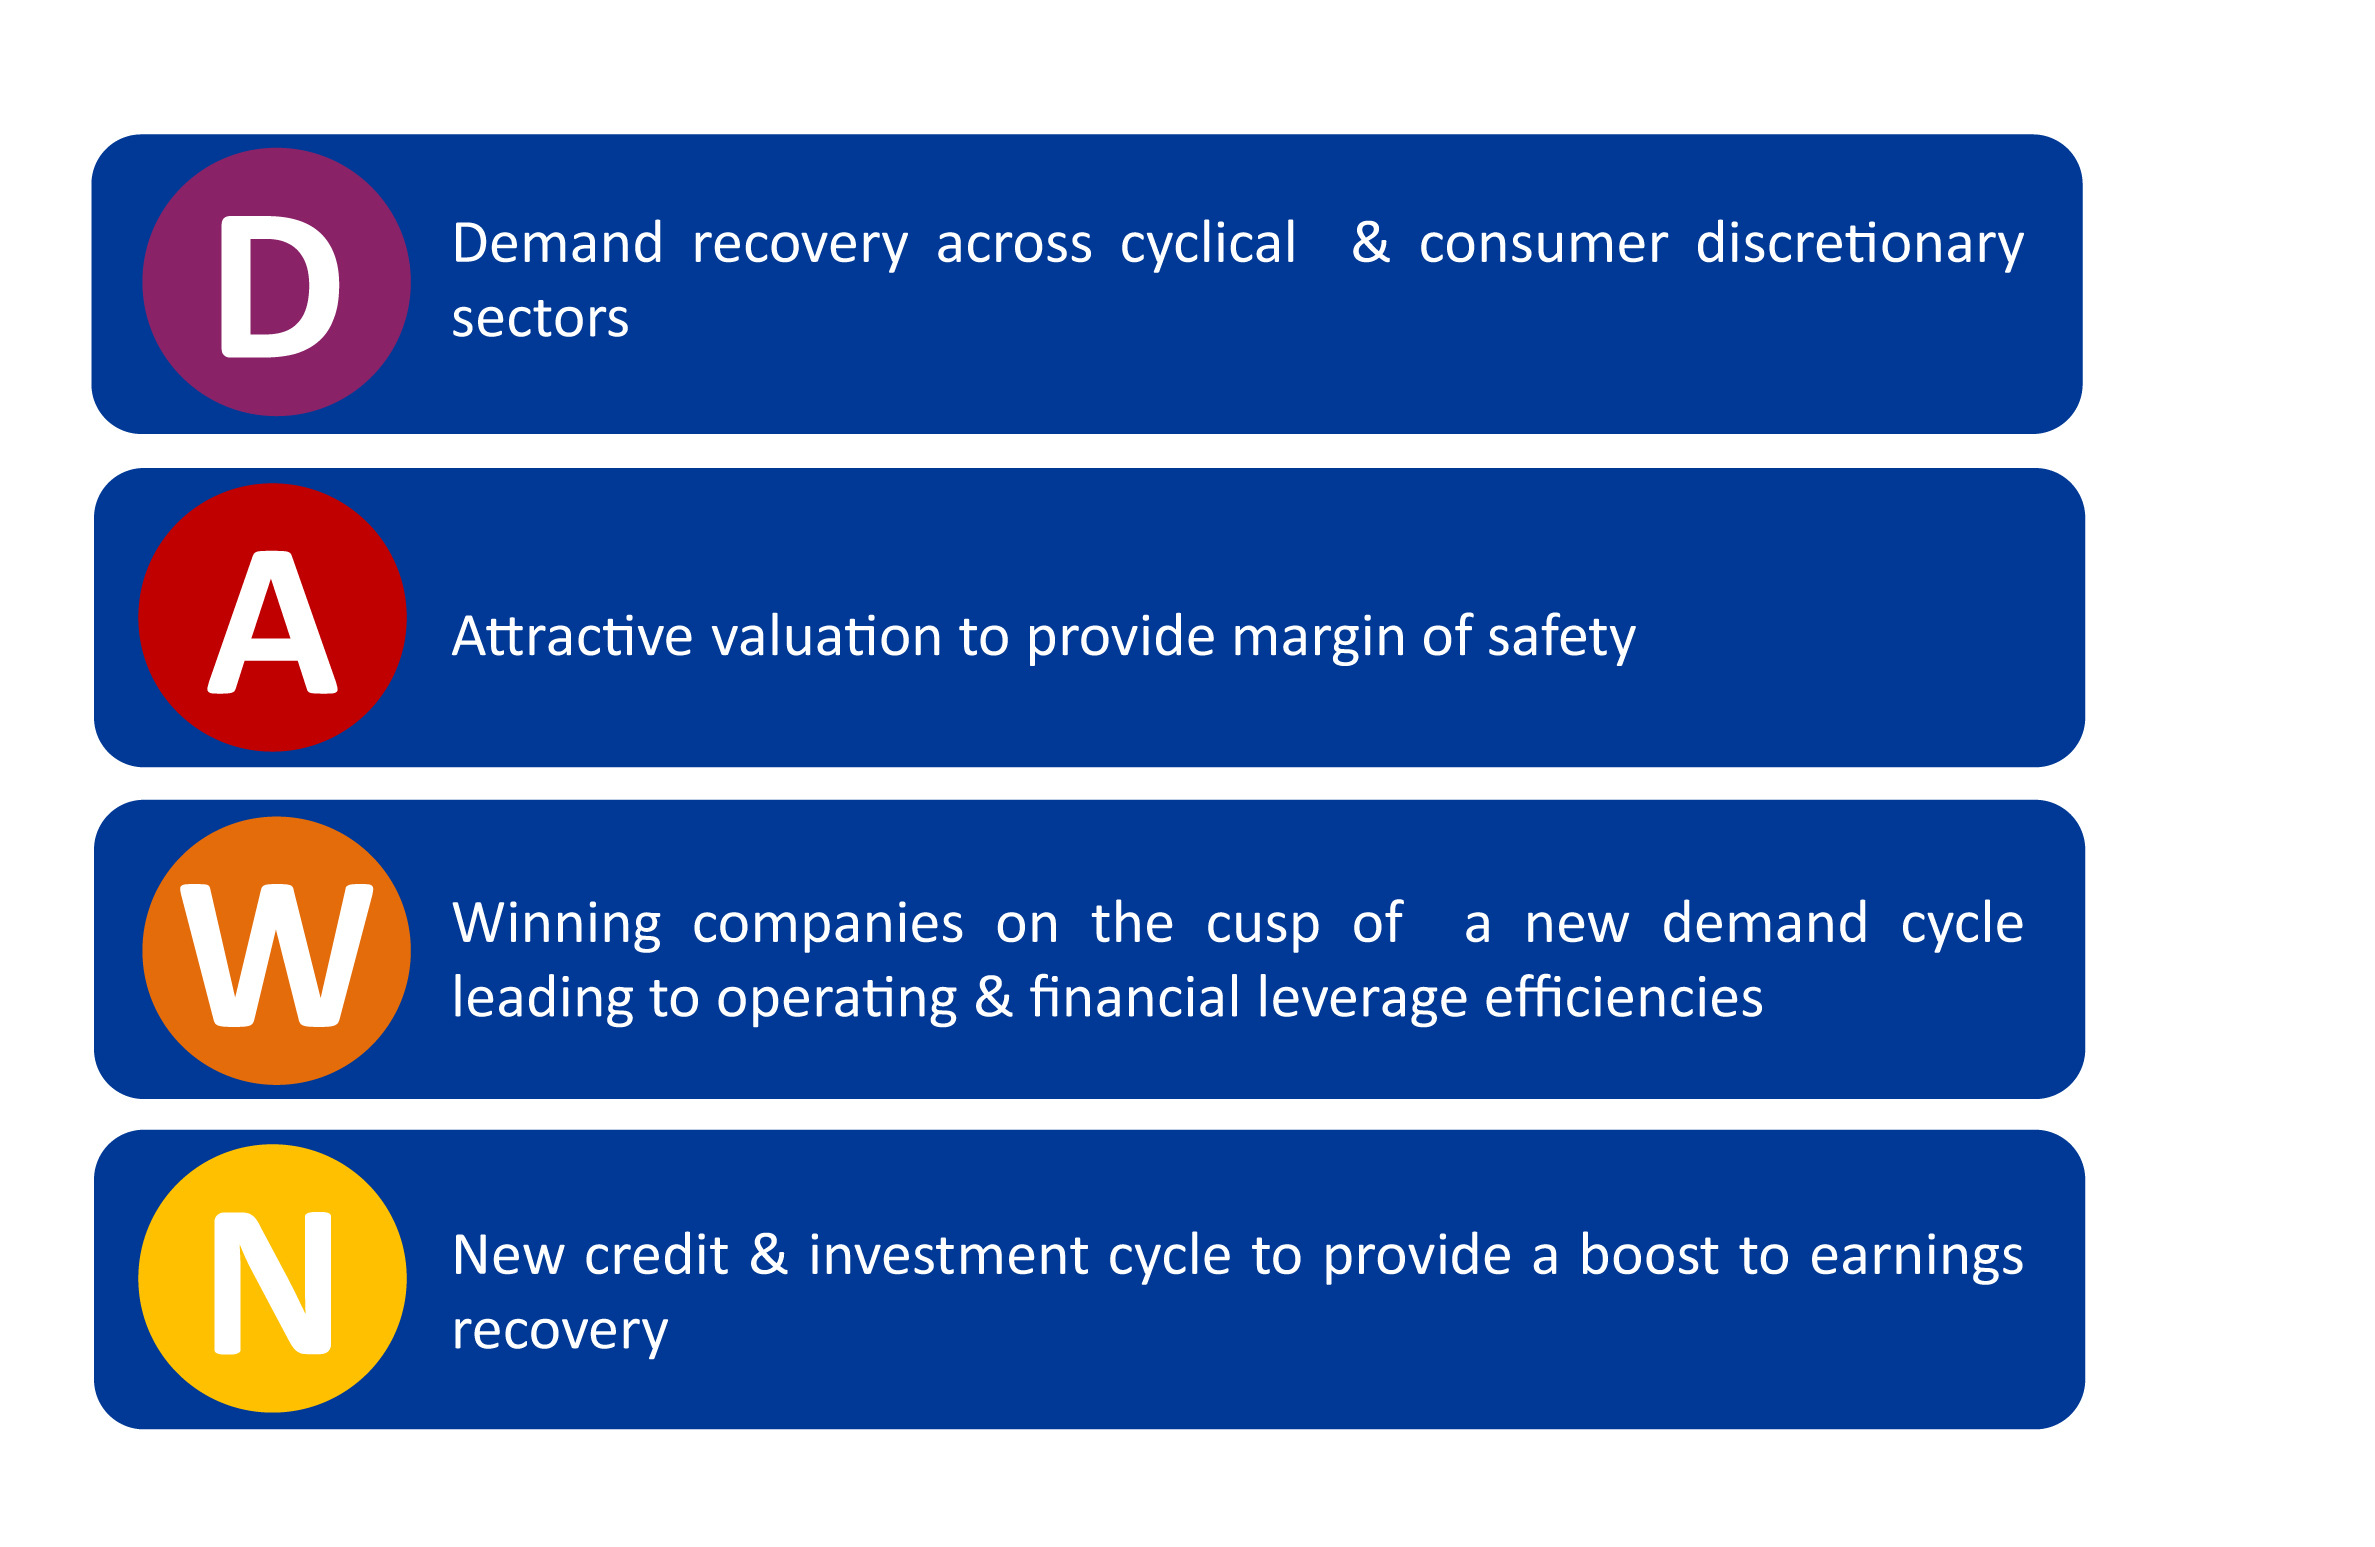 D
Demand recovery across cyclical & consumer discretionary
sectors
A
Attractive valuation to provide margin of safety
W
Winning companies on the cusp of a new demand cycle
leading to operating & financial leverage efficiencies
N
New credit & investment cycle to provide a boost to earnings
recovery